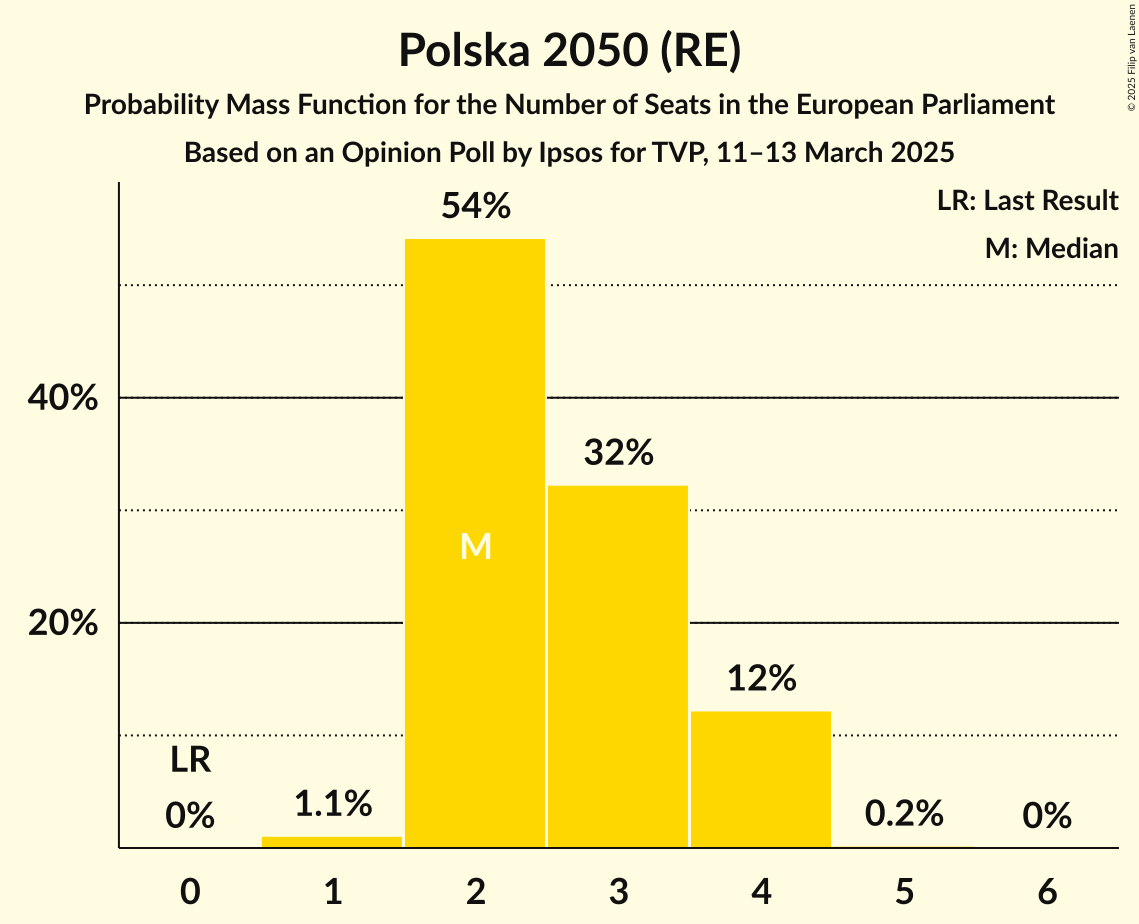 Polska 2050 (RE)
Probability Mass Function for the Number of Seats in the European Parliament
Based on an Opinion Poll by Ipsos for TVP, 11–13 March 2025
© 2025 Filip van Laenen
LR: Last Result
M: Median
54%
40%
32%
M
20%
12%
LR
0%
1.1%
0.2%
0%
0 1 2 3 4 5 6